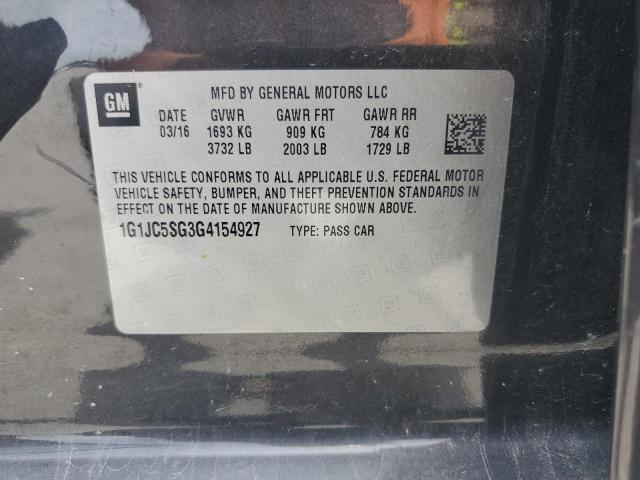 GM
MFD BY GENERAL MOTORS LLC
DATE GVWR GAWR FRT GAWR RR
03/16 1693 KG 909 KG 784 KG
3732 LB 2003 LB 1729 LB
THIS VEHICLE CONFORMS TO ALL APPLICABLE U.S. FEDERAL MOTOR
VEHICLE SAFETY, BUMPER, AND THEFT PREVENTION STANDARDS IN
EFFECT ON THE DATE OF MANUFACTURE SHOWN ABOVE.
1G1JC5SG3G4154927 TYPE: PASS CAR